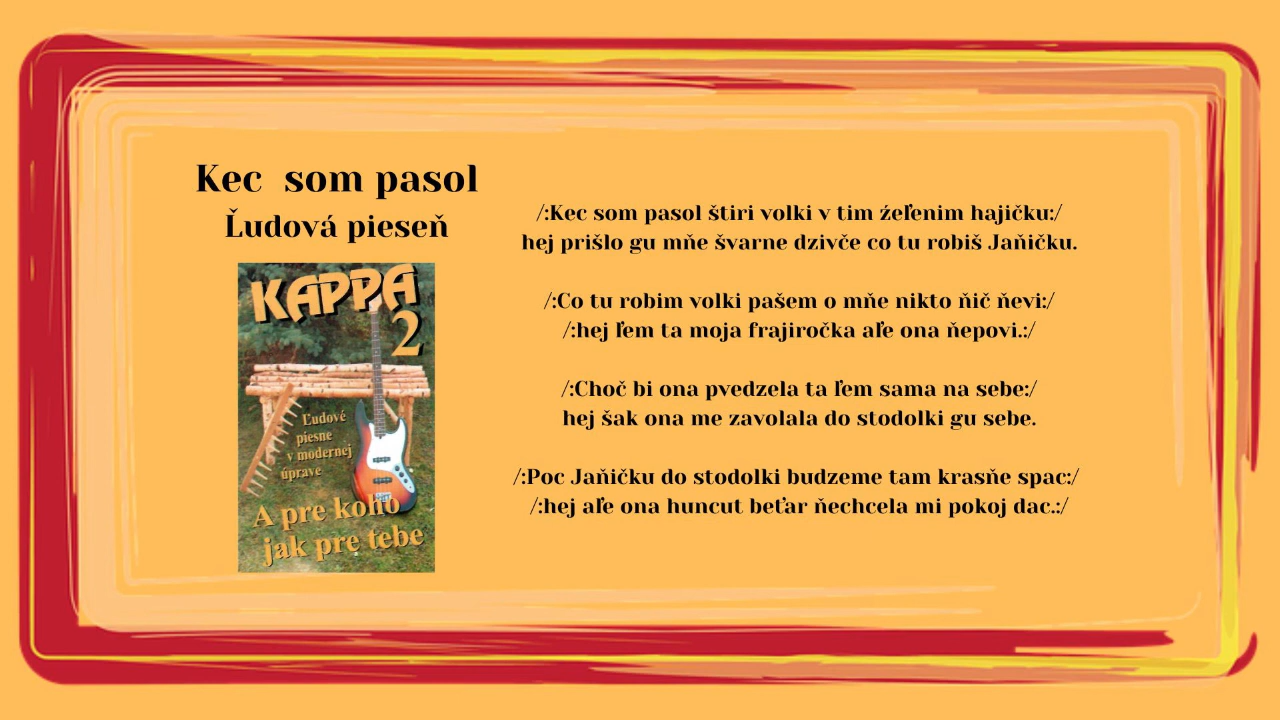 Kec som pasol
Ľudová pieseň
KAPPA
2
Ľudové
piesne
v modernej
úprave
A pre koho
jak pre tebe
/:Kec som pasol štiri volki v tim źeľenim hajičku:/
hej prišlo gu mňe švarne dzivče co tu robiš Jaňičku.
/:Co tu robim volki pašem o mňe nikto ňič ňevi:/
/:hej ľem ta moja frajiročka aľe ona ňepovi.:/
/:Choč bi ona pvedzela ta ľem sama na sebe:/
hej šak ona me zavolala do stodolki gu sebe.
/:Poc Jaňičku do stodolki budzeme tam krasňe spac:/
/:hej aľe ona huncut beťar ňechcela mi pokoj dac.:/